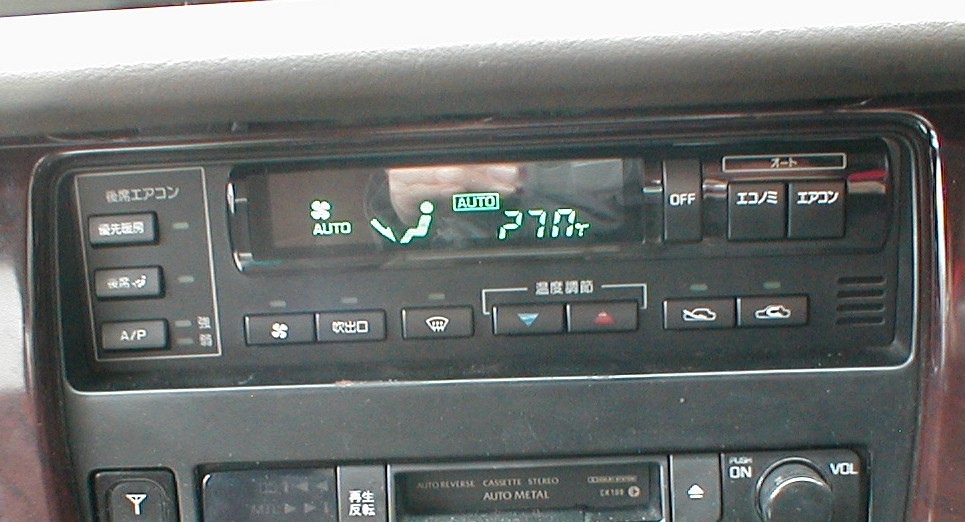 後席エアコン
優先暖房
後席
A/P
強
弱
AUTO
AUTO
27.0
OFF
オート
エコノミ
エアコン
吹出口
温度調節
再生
反転
AUTO REVERSE CASSETTE STEREO
AUTO METAL
PUSH
ON
VOL